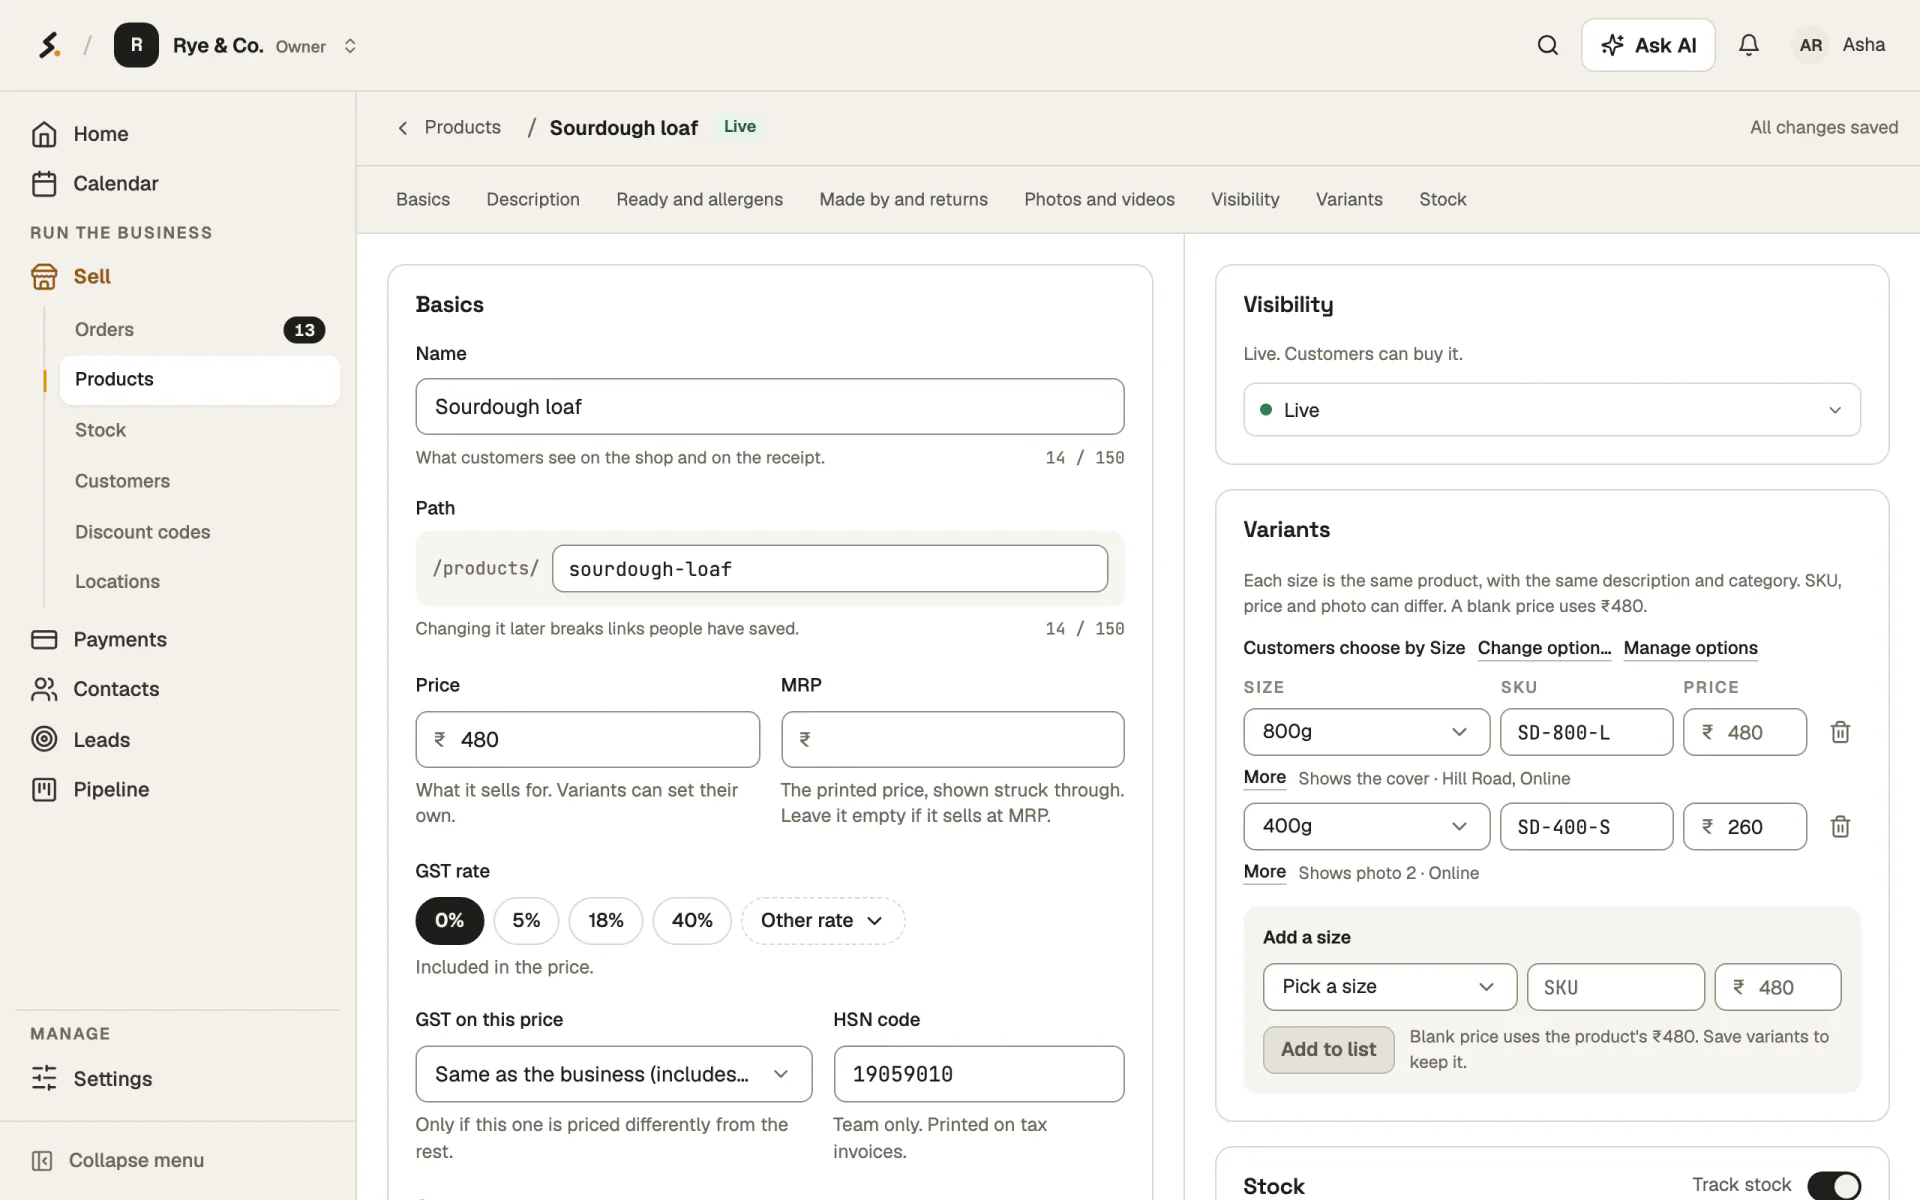 /
R
Rye & Co. Owner
Ask AI
AR
Asha
Home
Calendar
RUN THE BUSINESS
Sell
Orders
13
Products
Stock
Customers
Discount codes
Locations
Payments
Contacts
Leads
Pipeline
MANAGE
Settings
Collapse menu
Products / Sourdough loaf Live
All changes saved
Basics
Description
Ready and allergens
Made by and returns
Photos and videos
Visibility
Variants
Stock
Basics
Name
Sourdough loaf
What customers see on the shop and on the receipt.
14 / 150
Path
/products/ sourdough-loaf
Changing it later breaks links people have saved.
14 / 150
Price
₹ 480
What it sells for. Variants can set their
own.
MRP
₹
The printed price, shown struck through.
Leave it empty if it sells at MRP.
GST rate
0% 5% 18% 40% Other rate
Included in the price.
GST on this price
Same as the business (includes…
Only if this one is priced differently from the
rest.
HSN code
19059010
Team only. Printed on tax
invoices.
Visibility
Live. Customers can buy it.
Live
Variants
Each size is the same product, with the same description and category. SKU,
price and photo can differ. A blank price uses ₹480.
Customers choose by Size Change option… Manage options
SIZE SKU PRICE
800g SD-800-L ₹ 480
More Shows the cover · Hill Road, Online
400g SD-400-S ₹ 260
More Shows photo 2 · Online
Add a size
Pick a size SKU ₹ 480
Add to list
Blank price uses the product's ₹480. Save variants to
keep it.
Stock
Track stock